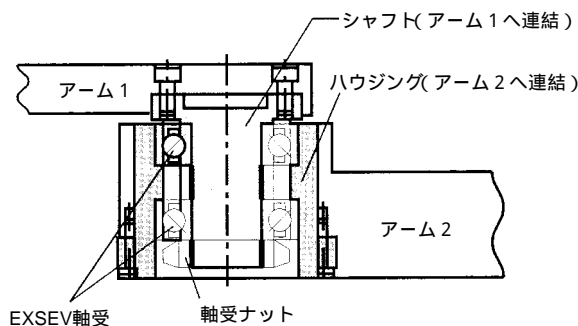 シャフト(アーム1へ連結)
アーム1
ハウジング(アーム2へ連結)
アーム2
EXSEV軸受
軸受ナット